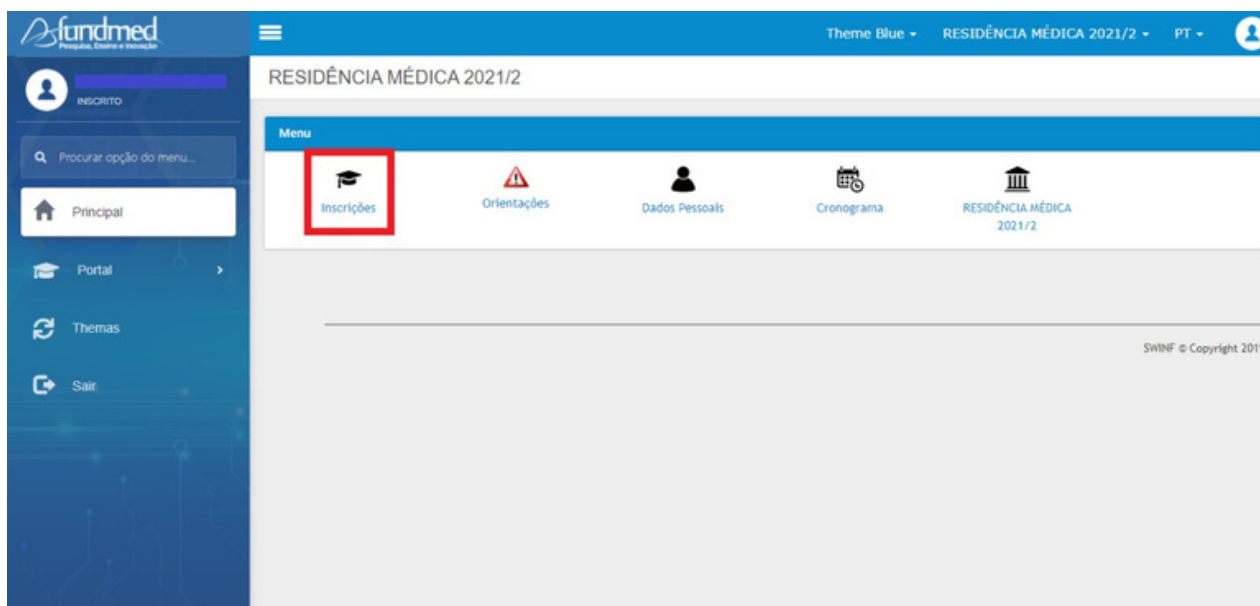 fundmed
Pesquisa, Ensino e Inovação
Theme Blue
RESIDÊNCIA MÉDICA 2021/2
PT
INSCRITO
RESIDÊNCIA MÉDICA 2021/2
Procurar opção do menu...
Menu
Principal
Inscrições
Orientações
Dados Pessoais
Cronograma
RESIDÊNCIA MÉDICA
2021/2
Portal
Themas
SWINF © Copyright 201
Sair